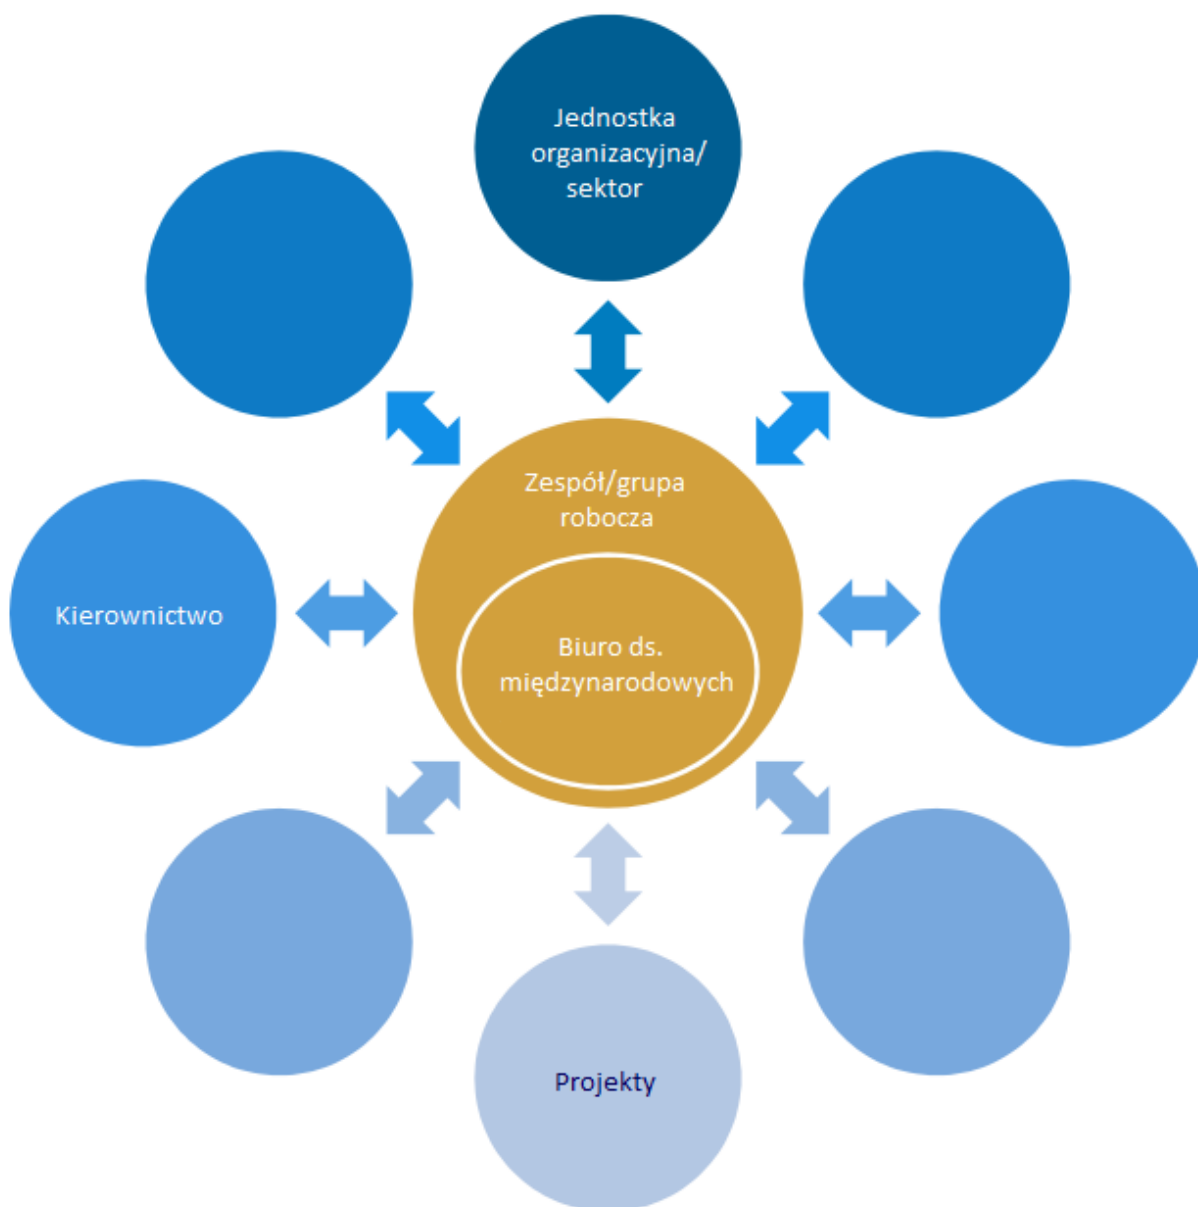 Jednostka
organizacyjna/
sektor
Zespół/grupa
robocza
Kierownictwo
Biuro ds.
międzynarodowych
Projekty